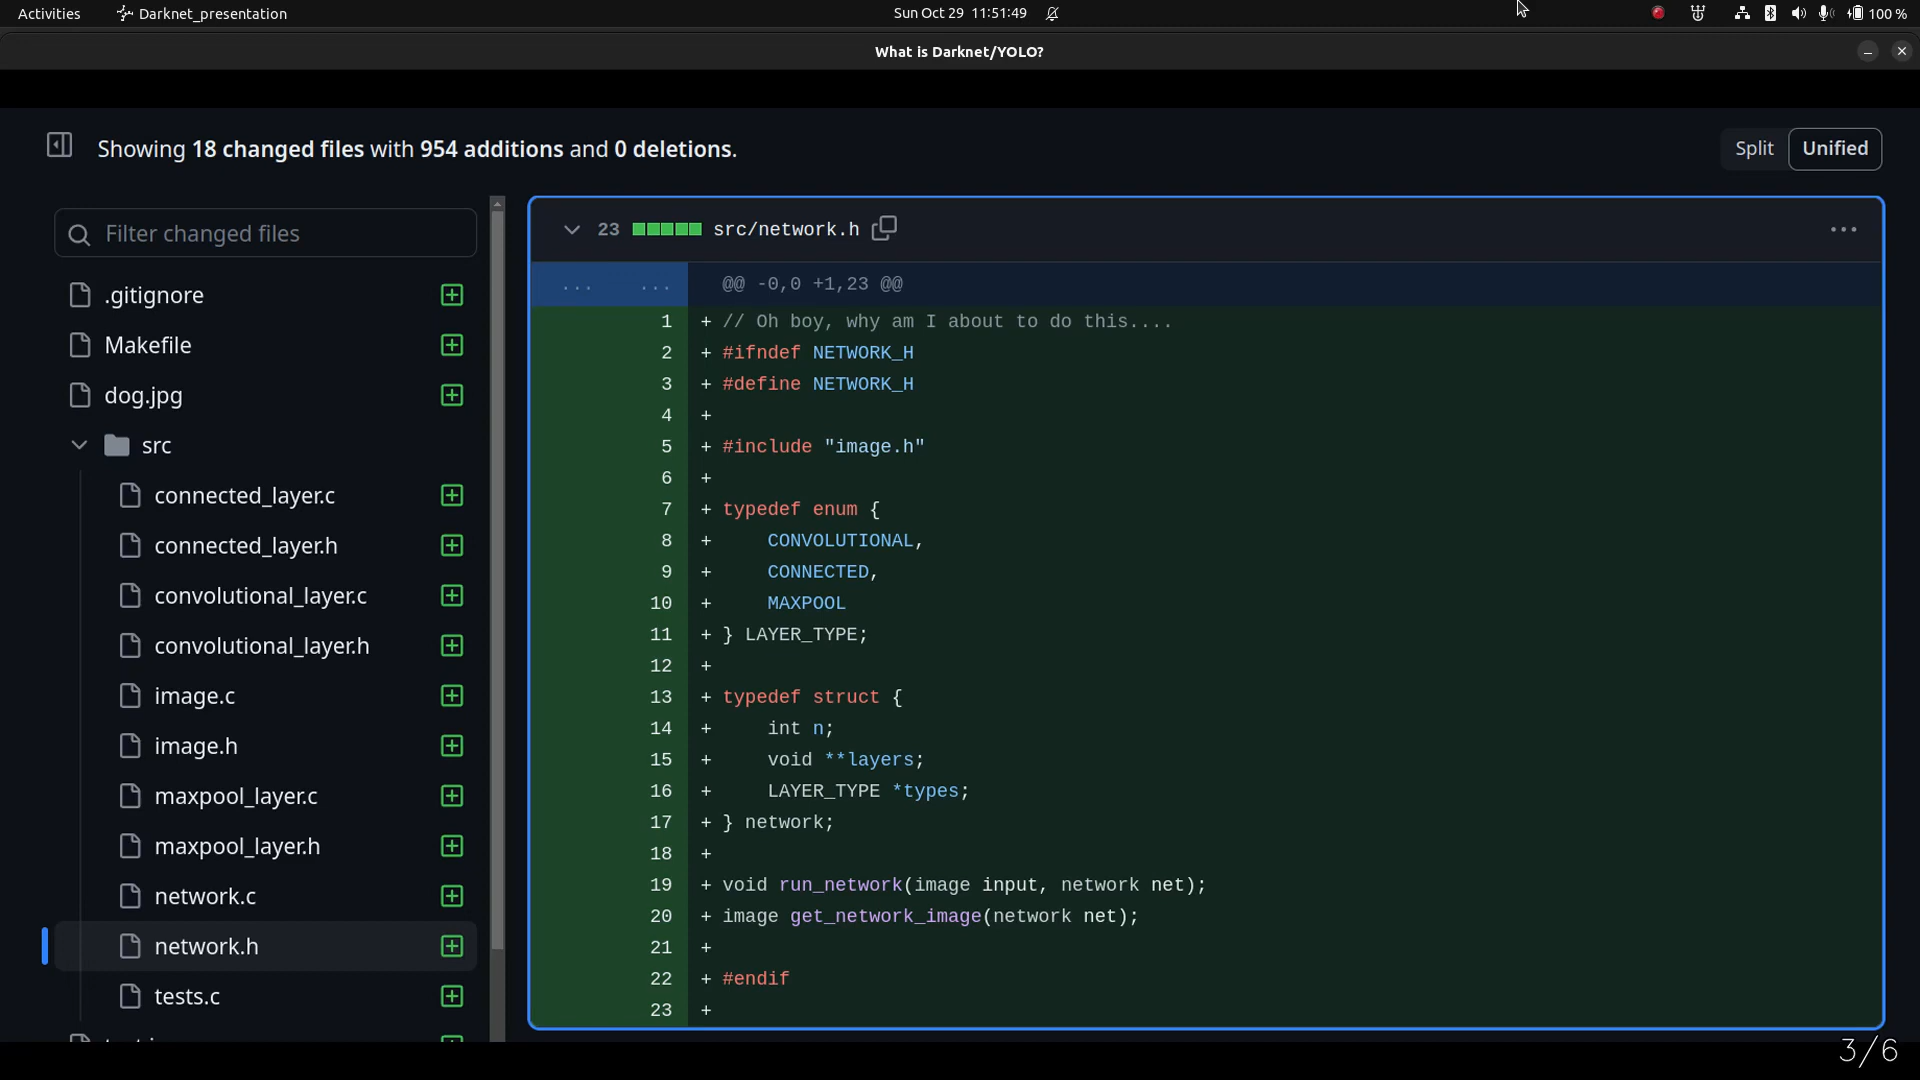 Activities
Darknet_presentation
Sun Oct 29 11:51:49
100 %
What is Darknet/YOLO?
Showing 18 changed files with 954 additions and 0 deletions.
Split
Unified
Filter changed files
.gitignore
Makefile
dog.jpg
src
connected_layer.c
connected_layer.h
convolutional_layer.c
convolutional_layer.h
image.c
image.h
maxpool_layer.c
maxpool_layer.h
network.c
network.h
tests.c
23 src/network.h
... ... @@ -0,0 +1,23 @@
1 + // Oh boy, why am I about to do this....
2 + #ifndef NETWORK_H
3 + #define NETWORK_H
4 +
5 + #include "image.h"
6 +
7 + typedef enum {
8 + CONVOLUTIONAL,
9 + CONNECTED,
10 + MAXPOOL
11 + } LAYER_TYPE;
12 +
13 + typedef struct {
14 + int n;
15 + void **layers;
16 + LAYER_TYPE *types;
17 + } network;
18 +
19 + void run_network(image input, network net);
20 + image get_network_image(network net);
21 +
22 + #endif
23 +
3/6